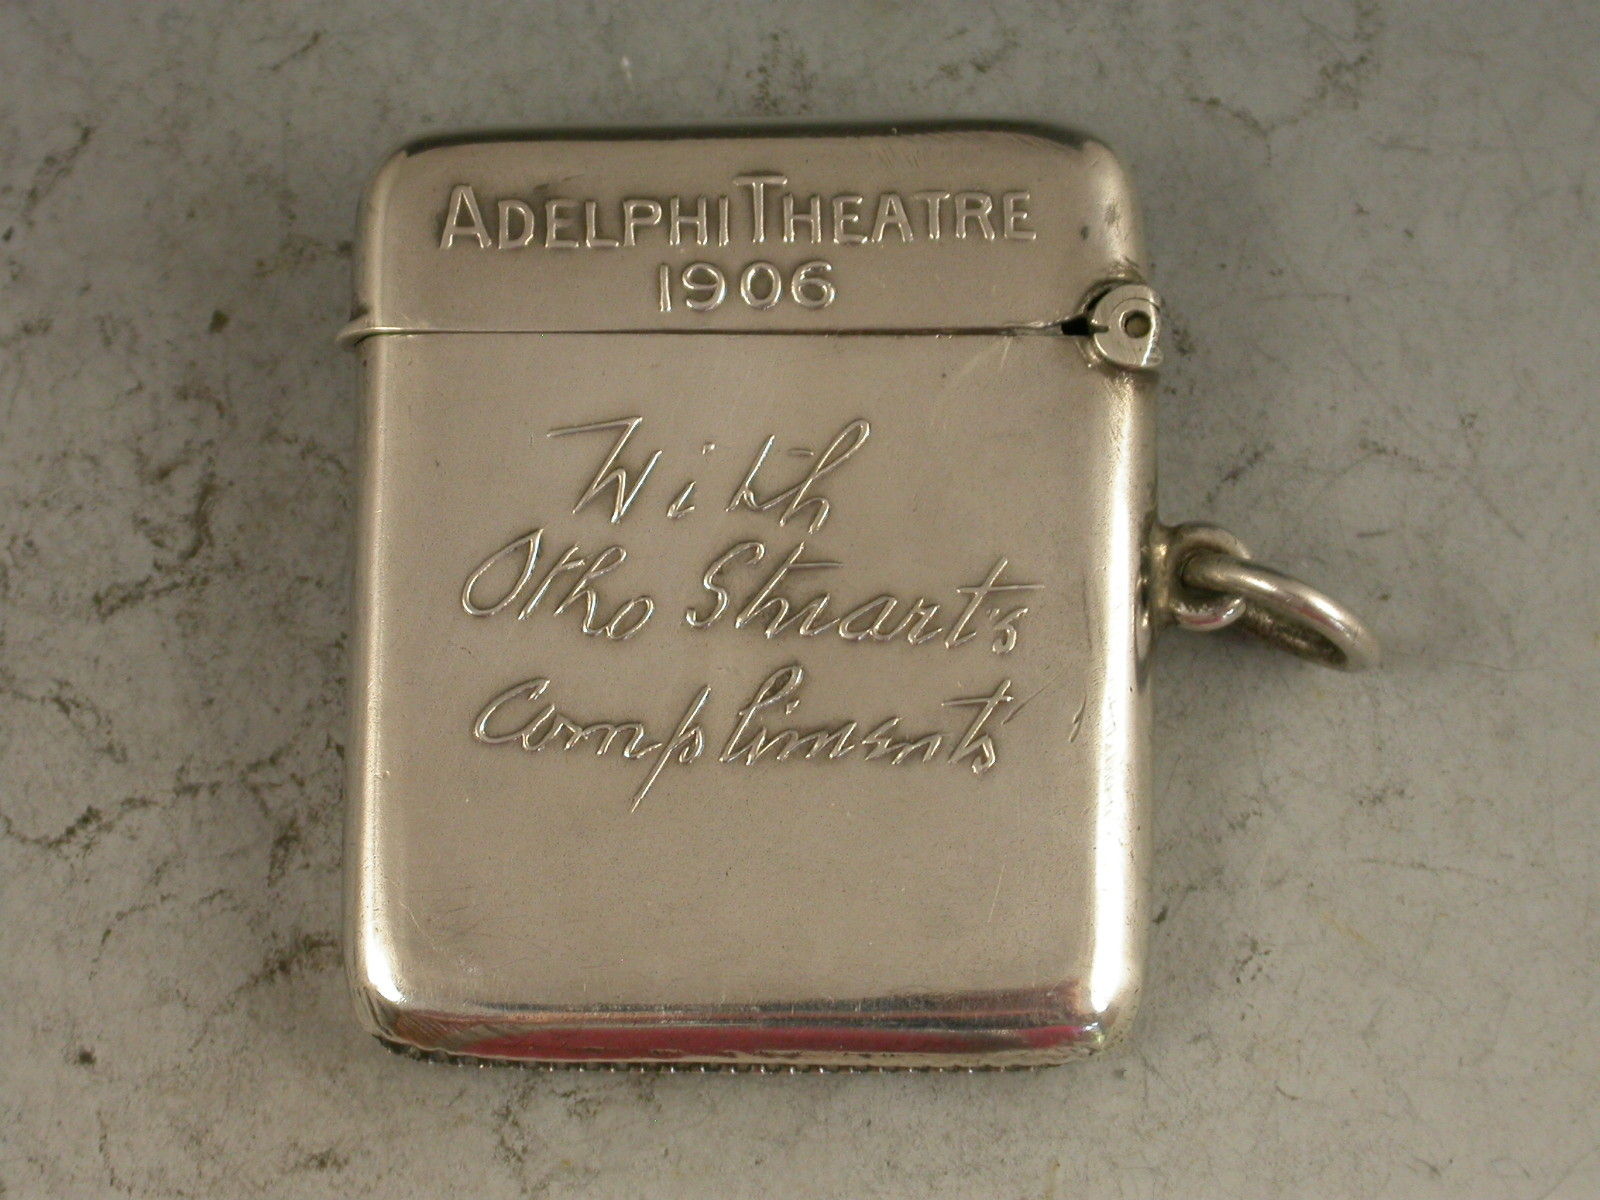 ADELPHI THEATRE
1906
With
Otho Stuart's
Compliments